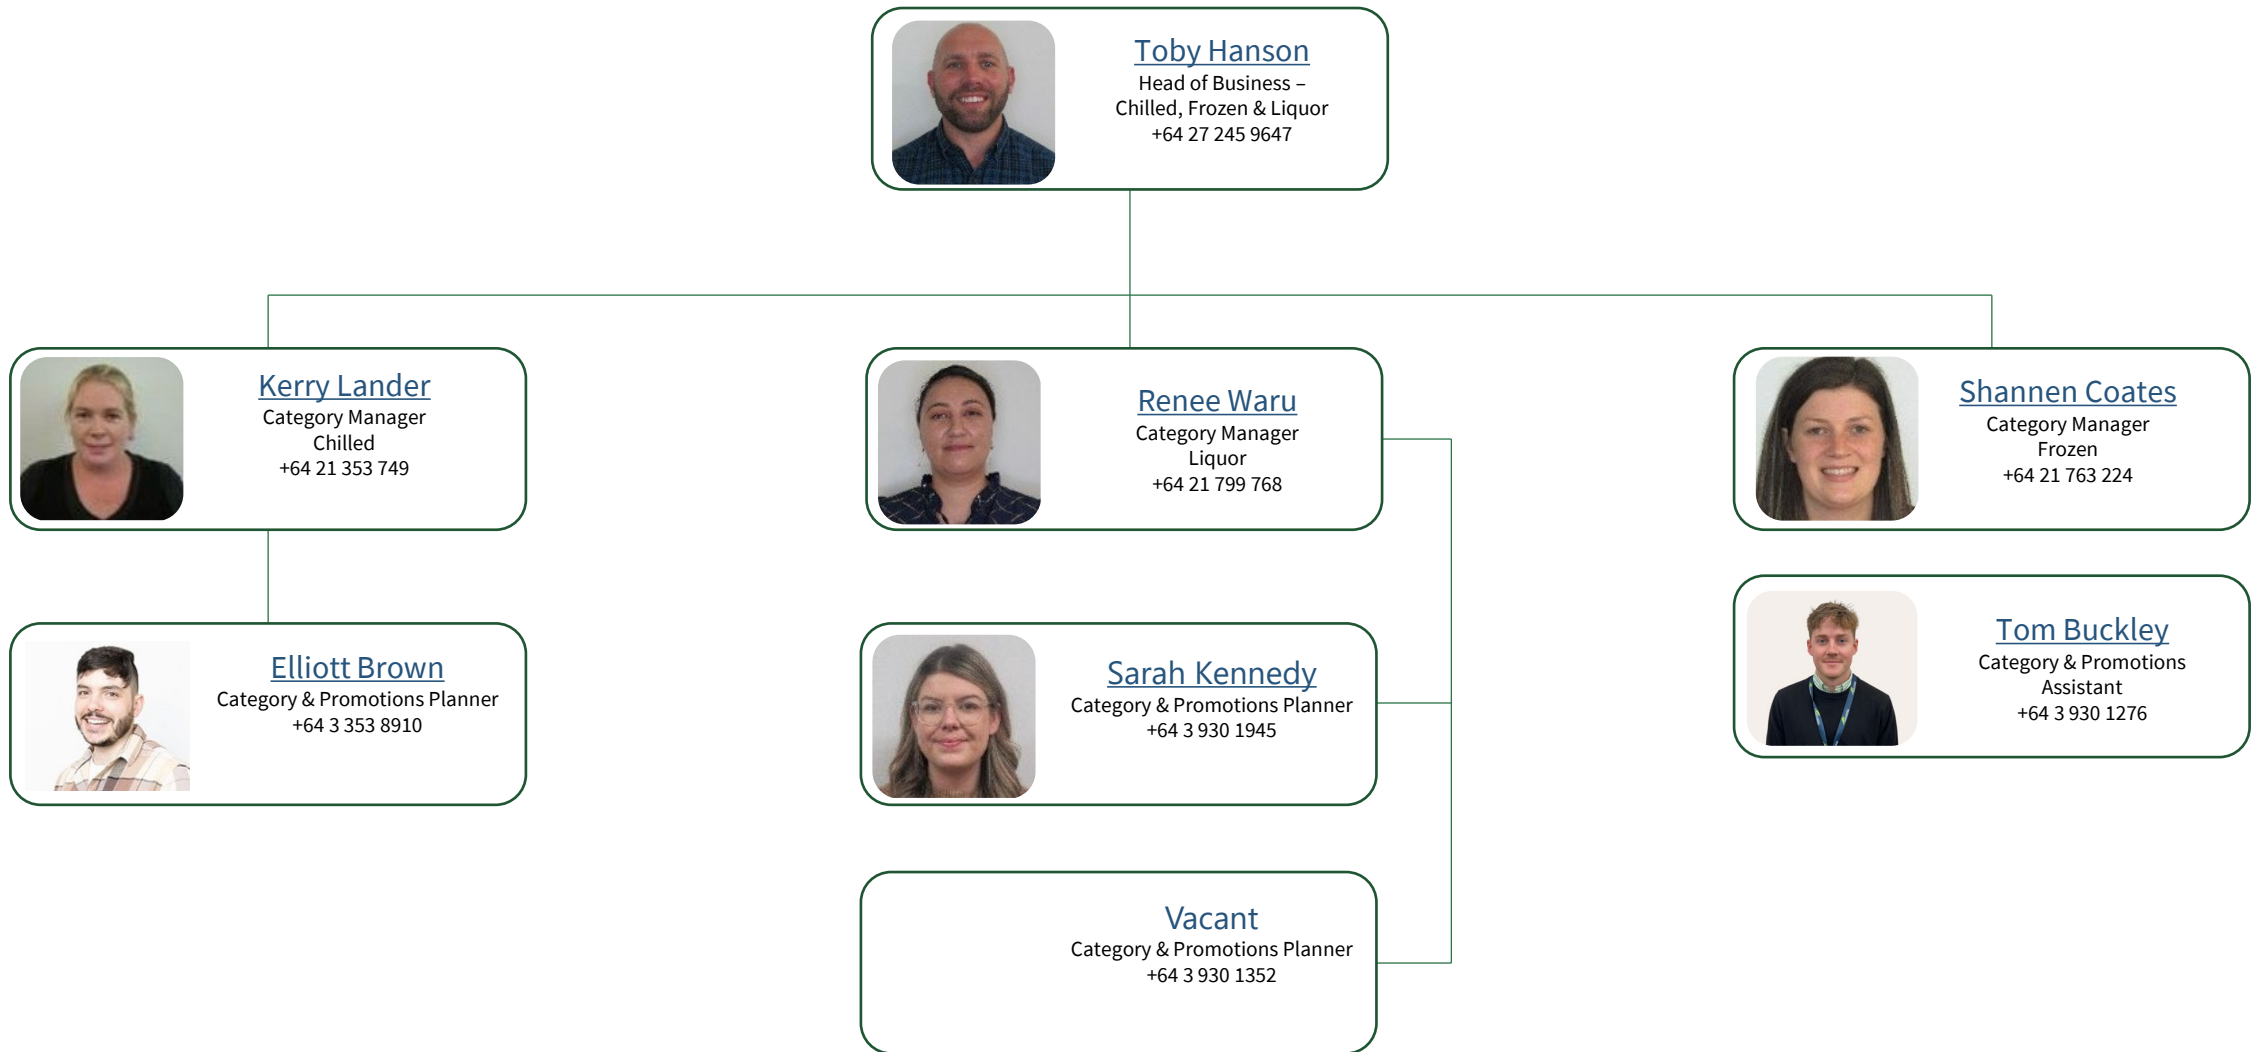 Toby Hanson
Head of Business –
Chilled, Frozen & Liquor
+64 27 245 9647
Kerry Lander
Category Manager
Chilled
+64 21 353 749
Renee Waru
Category Manager
Liquor
+64 21 799 768
Shannen Coates
Category Manager
Frozen
+64 21 763 224
Elliott Brown
Category & Promotions Planner
+64 3 353 8910
Sarah Kennedy
Category & Promotions Planner
+64 3 930 1945
Tom Buckley
Category & Promotions
Assistant
+64 3 930 1276
Vacant
Category & Promotions Planner
+64 3 930 1352